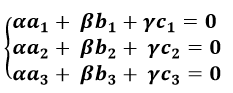 αa₁ + βb₁ + γc₁ = 0
αa₂ + βb₂ + γc₂ = 0
αa₃ + βb₃ + γc₃ = 0